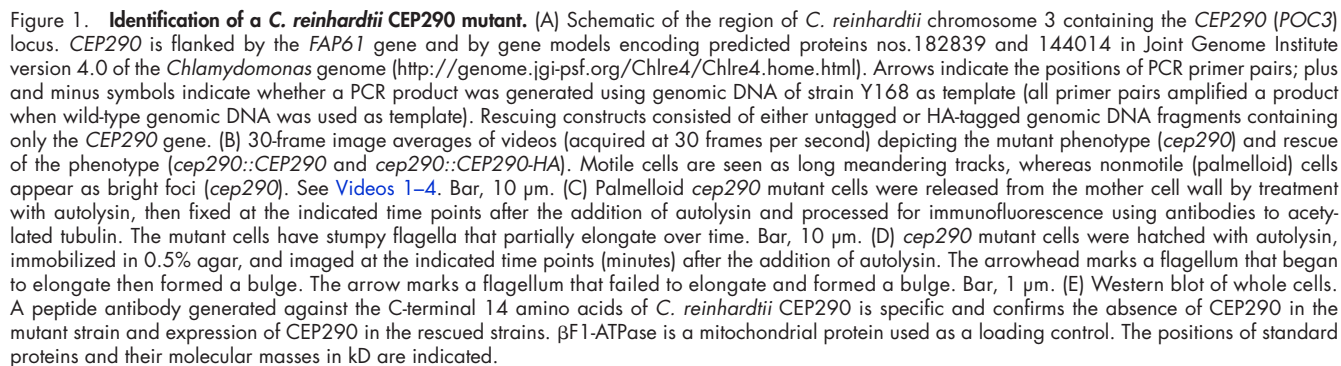 Figure 1. Identification of a C. reinhardtii CEP290 mutant. (A) Schematic of the region of C. reinhardtii chromosome 3 containing the CEP290 (POC3)
locus. CEP290 is flanked by the FAP61 gene and by gene models encoding predicted proteins nos.182839 and 144014 in Joint Genome Institute
version 4.0 of the Chlamydomonas genome (http://genome.jgi-psf.org/Chlre4/Chlre4.home.html). Arrows indicate the positions of PCR primer pairs; plus
and minus symbols indicate whether a PCR product was generated using genomic DNA of strain Y168 as template (all primer pairs amplified a product
when wild-type genomic DNA was used as template). Rescuing constructs consisted of either untagged or HA-tagged genomic DNA fragments containing
only the CEP290 gene. (B) 30-frame image averages of videos (acquired at 30 frames per second) depicting the mutant phenotype (cep290) and rescue
of the phenotype (cep290::CEP290 and cep290::CEP290-HA). Motile cells are seen as long meandering tracks, whereas nonmotile (palmelloid) cells
appear as bright foci (cep290). See Videos 1–4. Bar, 10 µm. (C) Palmelloid cep290 mutant cells were released from the mother cell wall by treatment
with autolysin, then fixed at the indicated time points after the addition of autolysin and processed for immunofluorescence using antibodies to acety-
lated tubulin. The mutant cells have stumpy flagella that partially elongate over time. Bar, 10 µm. (D) cep290 mutant cells were hatched with autolysin,
immobilized in 0.5% agar, and imaged at the indicated time points (minutes) after the addition of autolysin. The arrowhead marks a flagellum that began
to elongate then formed a bulge. The arrow marks a flagellum that failed to elongate and formed a bulge. Bar, 1 µm. (E) Western blot of whole cells.
A peptide antibody generated against the C-terminal 14 amino acids of C. reinhardtii CEP290 is specific and confirms the absence of CEP290 in the
mutant strain and expression of CEP290 in the rescued strains. βF1-ATPase is a mitochondrial protein used as a loading control. The positions of standard
proteins and their molecular masses in kD are indicated.